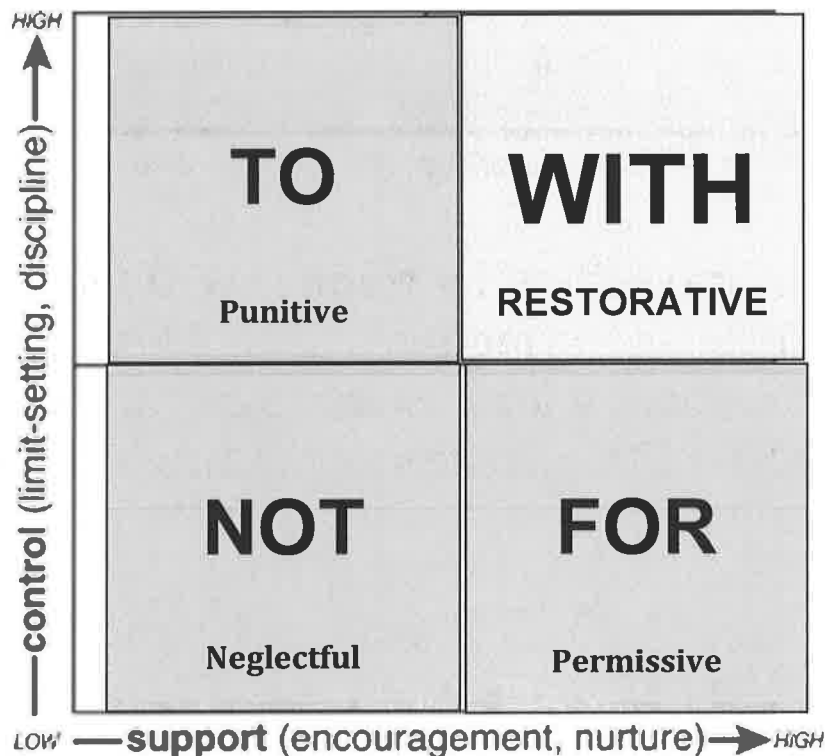 HIGH
control (limit-setting, discipline)
TO
Punitive
WITH
RESTORATIVE
NOT
Neglectful
FOR
Permissive
LOW
support (encouragement, nurture)
HIGH